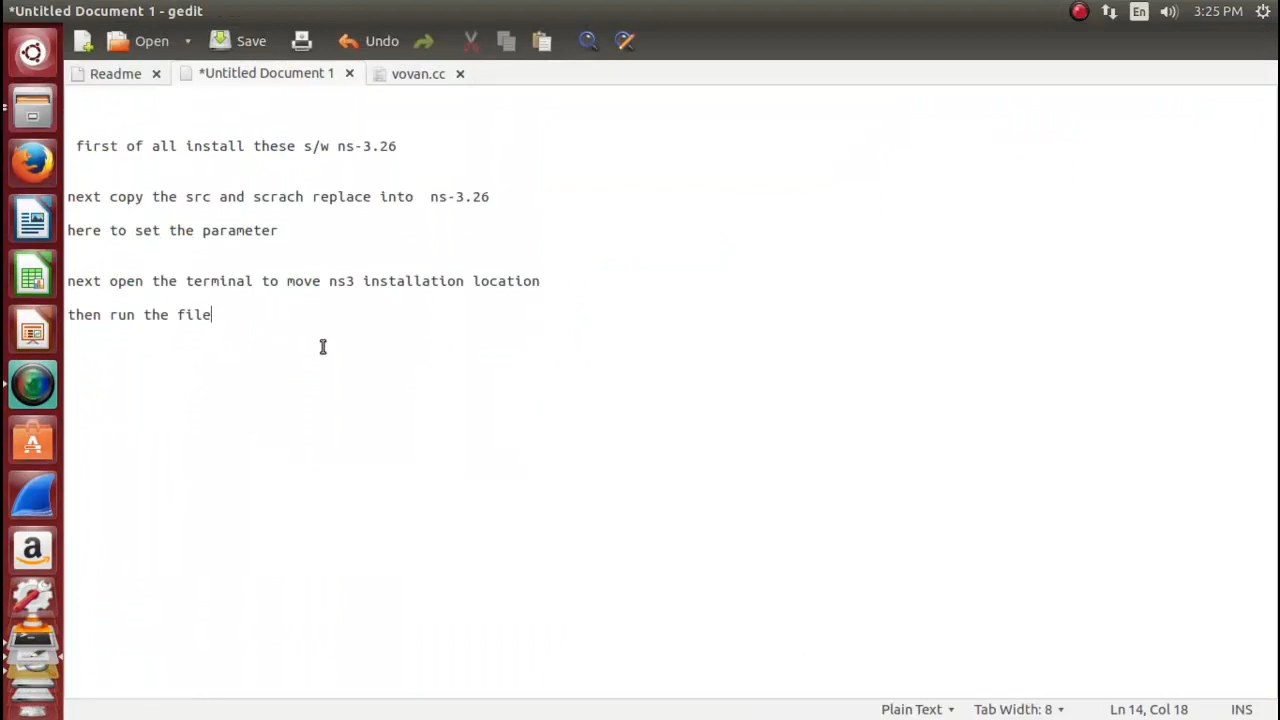 *Untitled Document 1 - gedit
En
3:25 PM
Open
Save
Undo
Readme
*Untitled Document 1
vovan.cc
first of all install these s/w ns-3.26
next copy the src and scrach replace into  ns-3.26
here to set the parameter
next open the terminal to move ns3 installation location
then run the file
Plain Text
Tab Width: 8
Ln 14, Col 18
INS